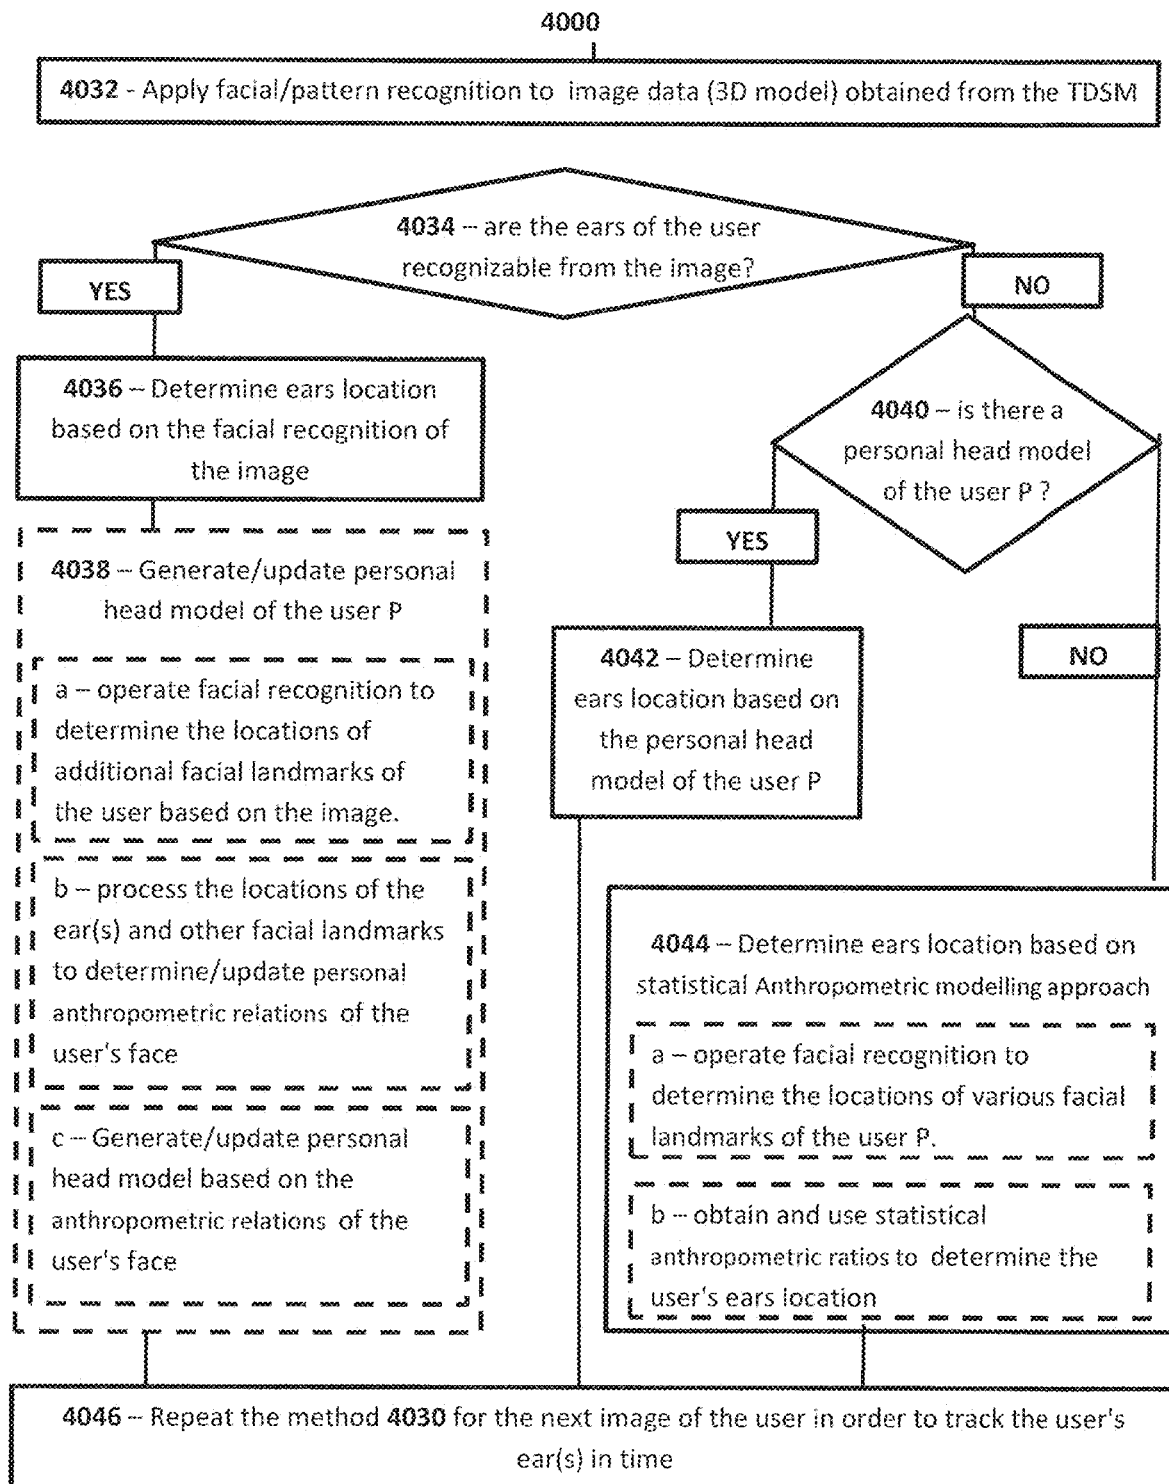 4000
4032 - Apply facial/pattern recognition to image data (3D model) obtained from the TDSM
4034 – are the ears of the user
recognizable from the image?
YES
NO
4036 – Determine ears location
based on the facial recognition of
the image
4040 – is there a
personal head model
of the user P ?
YES
NO
4038 – Generate/update personal
head model of the user P
a – operate facial recognition to
determine the locations of
additional facial landmarks of
the user based on the image.
b – process the locations of the
ear(s) and other facial landmarks
to determine/update personal
anthropometric relations of the
user's face
c – Generate/update personal
head model based on the
anthropometric relations of the
user's face
4042 – Determine
ears location based on
the personal head
model of the user P
4044 – Determine ears location based on
statistical Anthropometric modelling approach
a – operate facial recognition to
determine the locations of various facial
landmarks of the user P.
b – obtain and use statistical
anthropometric ratios to determine the
user's ears location
4046 – Repeat the method 4030 for the next image of the user in order to track the user's
ear(s) in time